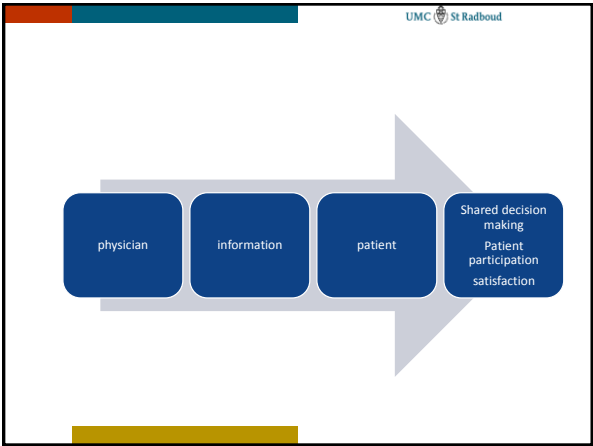 UMC St Radboud
physician
information
patient
Shared decision
making
Patient
participation
satisfaction